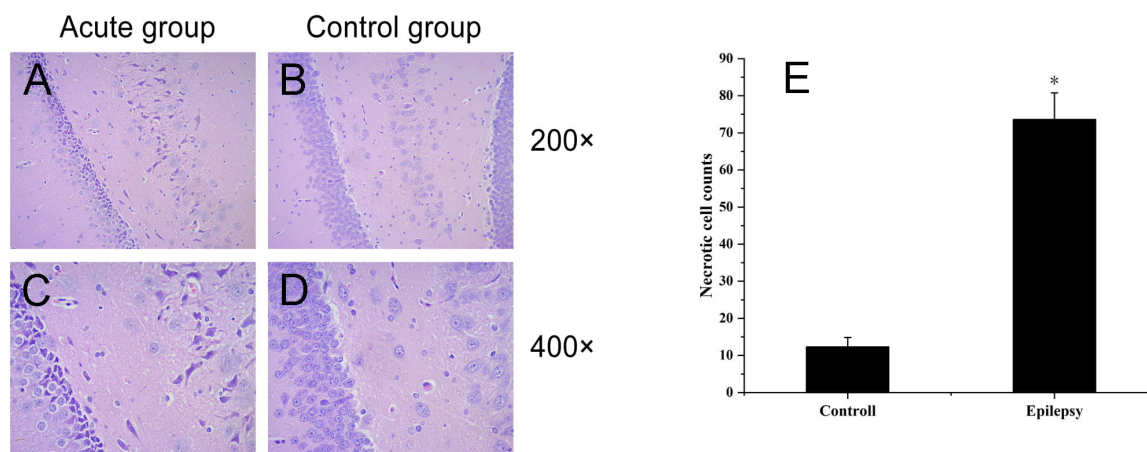 Acute group
Control group
A
B
200×
C
D
400×
E
*
Necrotic cell counts
90
80
70
60
50
40
30
20
10
0
Controll
Epilepsy